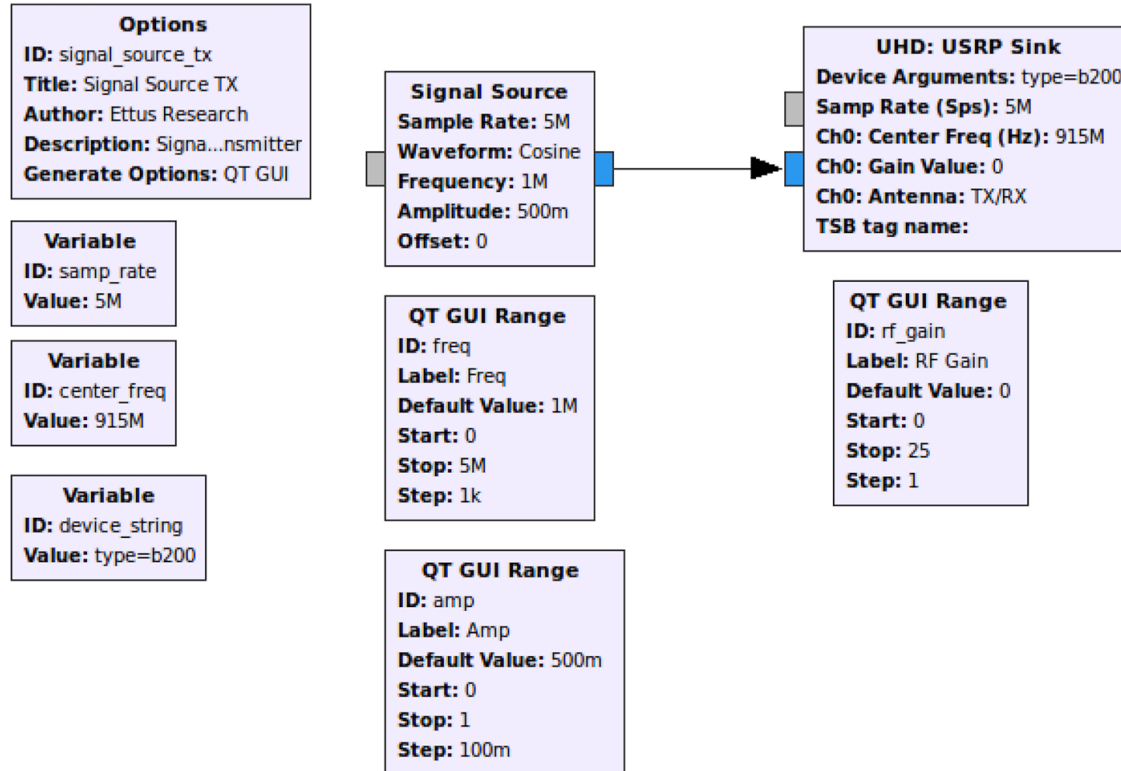 Options
ID: signal_source_tx
Title: Signal Source TX
Author: Ettus Research
Description: Signa...nsmitter
Generate Options: QT GUI
Variable
ID: samp_rate
Value: 5M
Variable
ID: center_freq
Value: 915M
Variable
ID: device_string
Value: type=b200
Signal Source
Sample Rate: 5M
Waveform: Cosine
Frequency: 1M
Amplitude: 500m
Offset: 0
QT GUI Range
ID: freq
Label: Freq
Default Value: 1M
Start: 0
Stop: 5M
Step: 1k
QT GUI Range
ID: amp
Label: Amp
Default Value: 500m
Start: 0
Stop: 1
Step: 100m
UHD: USRP Sink
Device Arguments: type=b200
Samp Rate (Sps): 5M
Ch0: Center Freq (Hz): 915M
Ch0: Gain Value: 0
Ch0: Antenna: TX/RX
TSB tag name:
QT GUI Range
ID: rf_gain
Label: RF Gain
Default Value: 0
Start: 0
Stop: 25
Step: 1